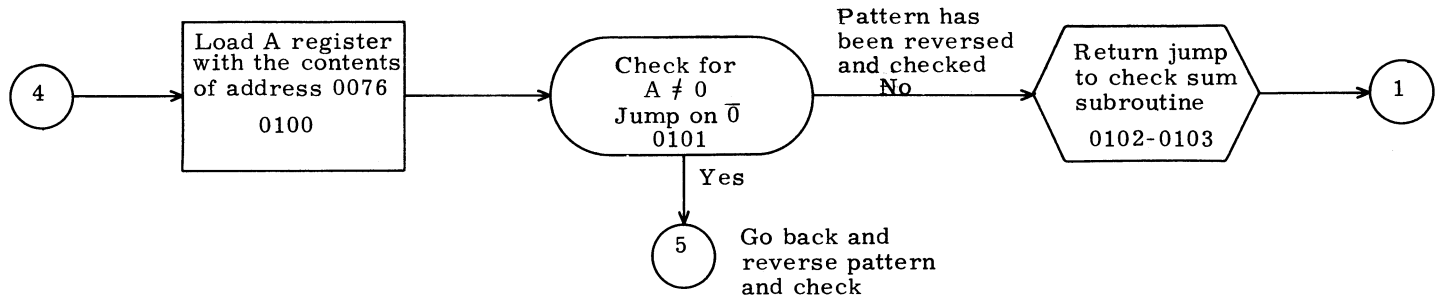 4
Load A register
with the contents
of address 0076
0100
Check for
A ≠ 0
Jump on 0̅
0101
Yes
5
Go back and
reverse pattern
and check
Pattern has
been reversed
and checked
No
Return jump
to check sum
subroutine
0102-0103
1